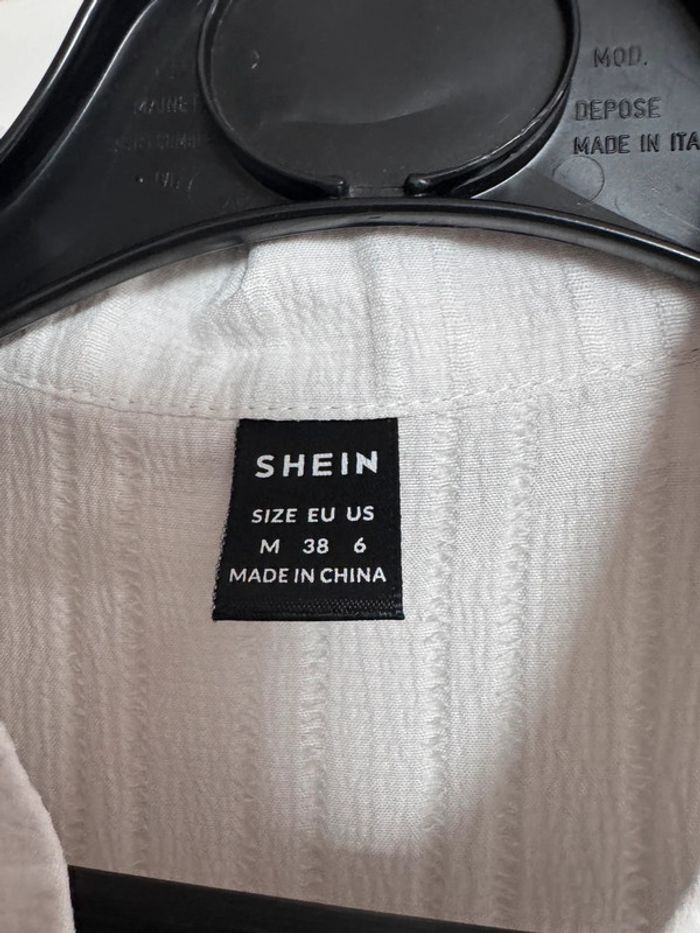 MOD.
DEPOSE
MADE IN ITA
SHEIN
SIZE EU US
M 38 6
MADE IN CHINA